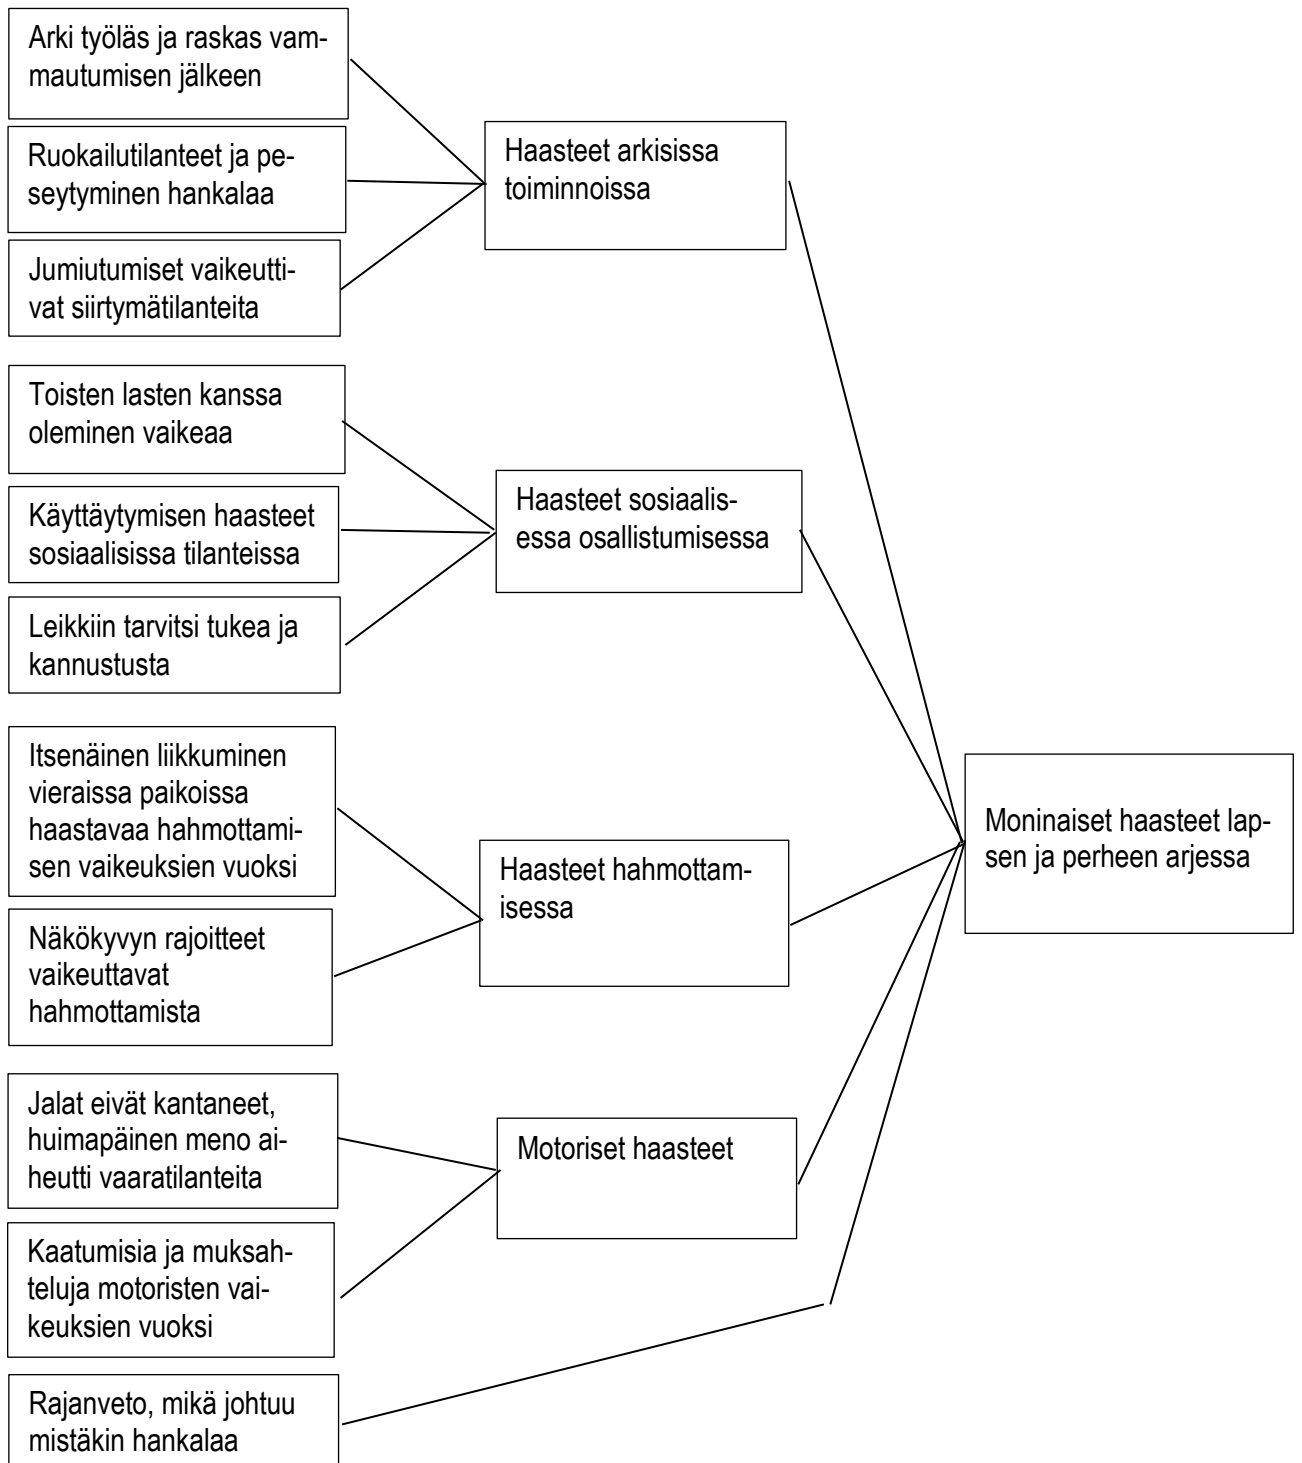 Arki työläs ja raskas vam-
mautumisen jälkeen
Ruokailutilanteet ja pe-
seytyminen hankalaa
Jumiutumiset vaikeutti-
vat siirtymätilanteita
Haasteet arkisissa
toiminnoissa
Toisten lasten kanssa
oleminen vaikeaa
Käyttäytymisen haasteet
sosiaalisissa tilanteissa
Leikkiin tarvitsi tukea ja
kannustusta
Haasteet sosiaalis-
essa osallistumisessa
Itsenäinen liikkuminen
vieraissa paikoissa
haastavaa hahmottami-
sen vaikeuksien vuoksi
Näkökyvyn rajoitteet
vaikeuttavat
hahmottamista
Haasteet hahmottam-
isessa
Jalat eivät kantaneet,
huimapäinen meno ai-
heutti vaaratilanteita
Kaatumisia ja muksah-
teluja motoristen vai-
keuksien vuoksi
Motoriset haasteet
Rajanveto, mikä johtuu
mistäkin hankalaa
Moninaiset haasteet lap-
sen ja perheen arjessa